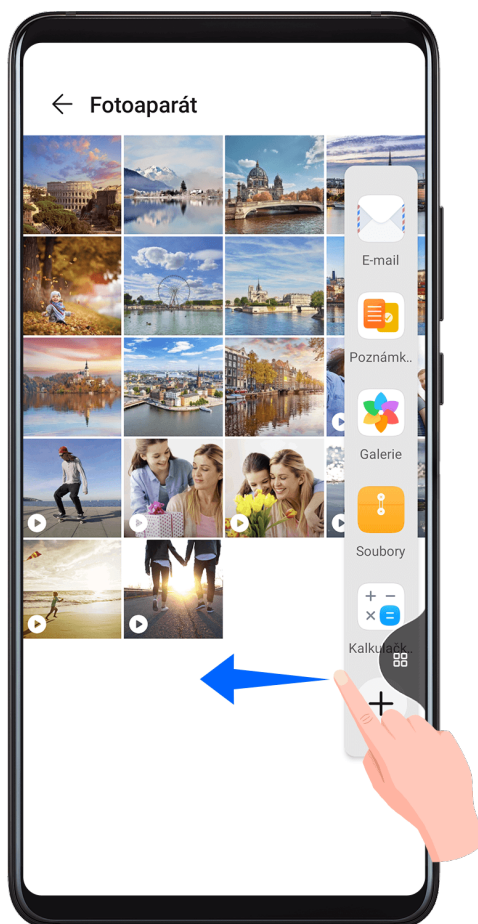 Fotoaparát
E-mail
Poznámk..
Galerie
Soubory
Kalkulačk..